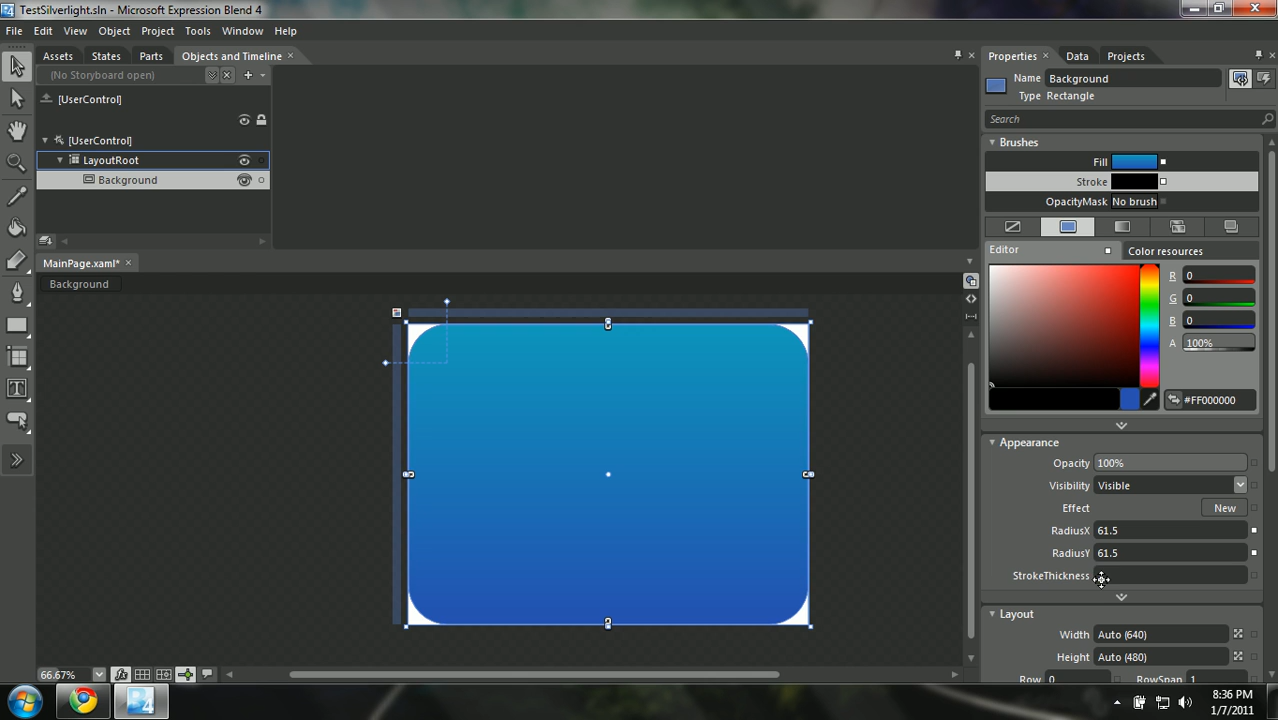 TestSilverlight.sln - Microsoft Expression Blend 4
File Edit View Object Project Tools Window Help
Assets States Parts Objects and Timeline
(No Storyboard open)
[UserControl]
[UserControl]
LayoutRoot
Background
MainPage.xaml*
Background
66.67%
Properties Data Projects
Name Background
Type Rectangle
Search
Brushes
Fill
Stroke
OpacityMask No brush
Editor Color resources
R 0
G 0
B 0
A 100%
#FF000000
Appearance
Opacity 100%
Visibility Visible
Effect New
RadiusX 61.5
RadiusY 61.5
StrokeThickness
Layout
Width Auto (640)
Height Auto (480)
Row 0 RowSpan 1
8:36 PM
1/7/2011